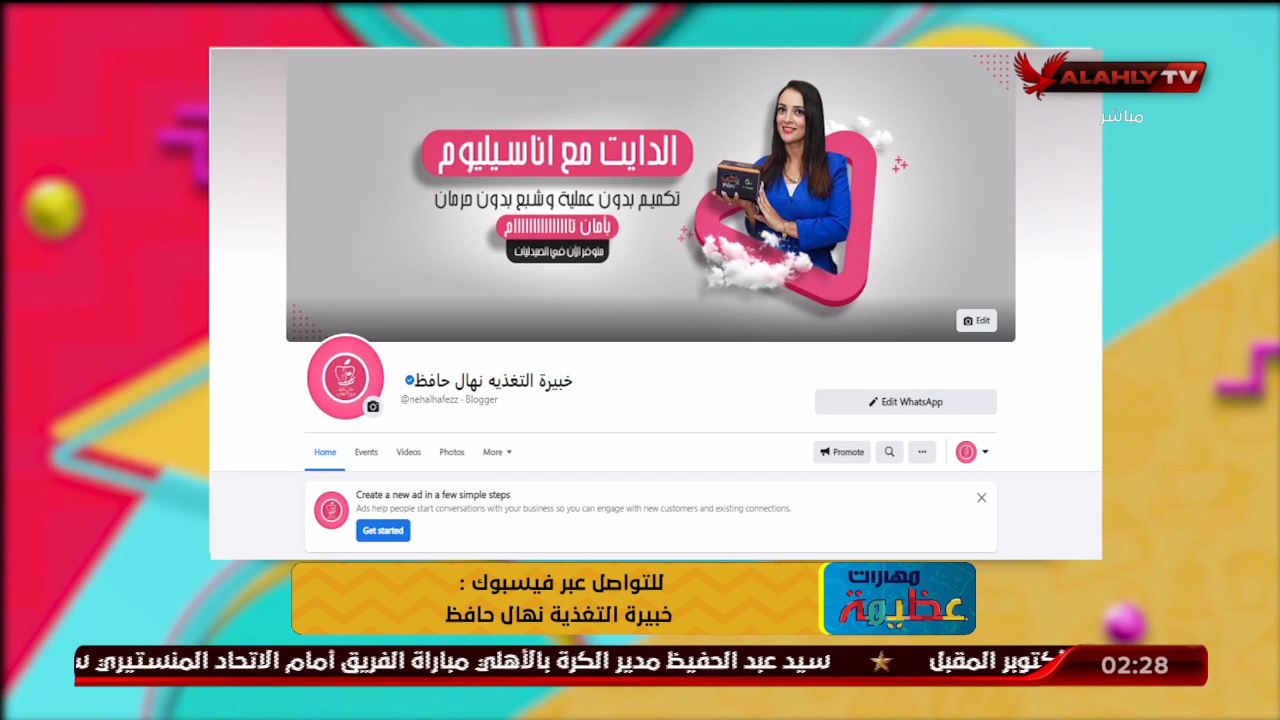 ALAHLY TV
مباشر
الدايت مع اناسيليوم
تكميم بدون عملية وشبع بدون حرمان
بأمان تااااااااااااااام
متوفر الآن في الصيدليات
Edit
خبيرة التغذيه نهال حافظ
@nehalhafezz · Blogger
Edit WhatsApp
Home Events Videos Photos More
Promote
Create a new ad in a few simple steps
Ads help people start conversations with your business so you can engage with new customers and existing connections.
Get started
للتواصل عبر فيسبوك :
خبيرة التغذية نهال حافظ
مهارات
عظيمة
أكتوبر المقبل ★ سيد عبد الحفيظ مدير الكرة بالأهلي مباراة الفريق أمام الاتحاد المنستيري س
02:28